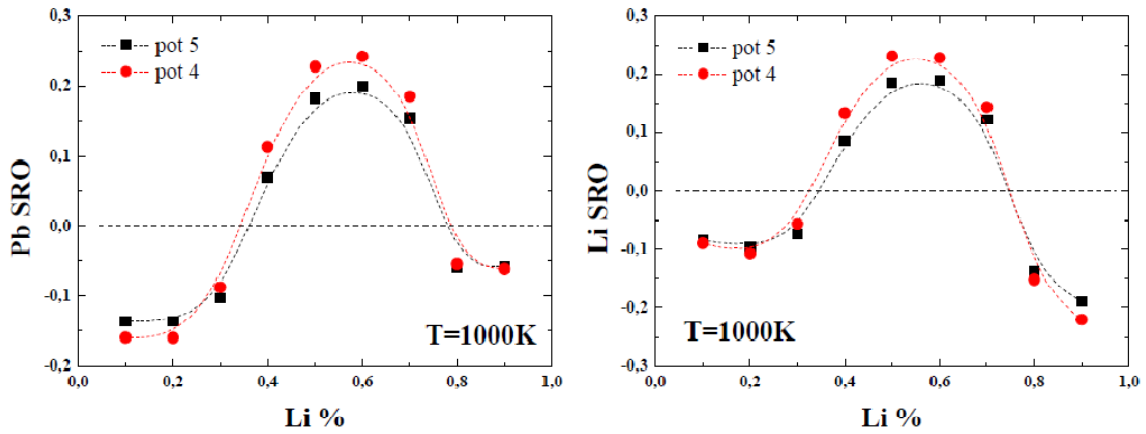 0,3
0,2
0,1
0,0
-0,1
-0,2
Pb SRO
pot 5
pot 4
T=1000K
0,0 0,2 0,4 0,6 0,8 1,0
Li %
0,3
0,2
0,1
0,0
-0,1
-0,2
-0,3
Li SRO
pot 5
pot 4
T=1000K
0,0 0,2 0,4 0,6 0,8 1,0
Li %